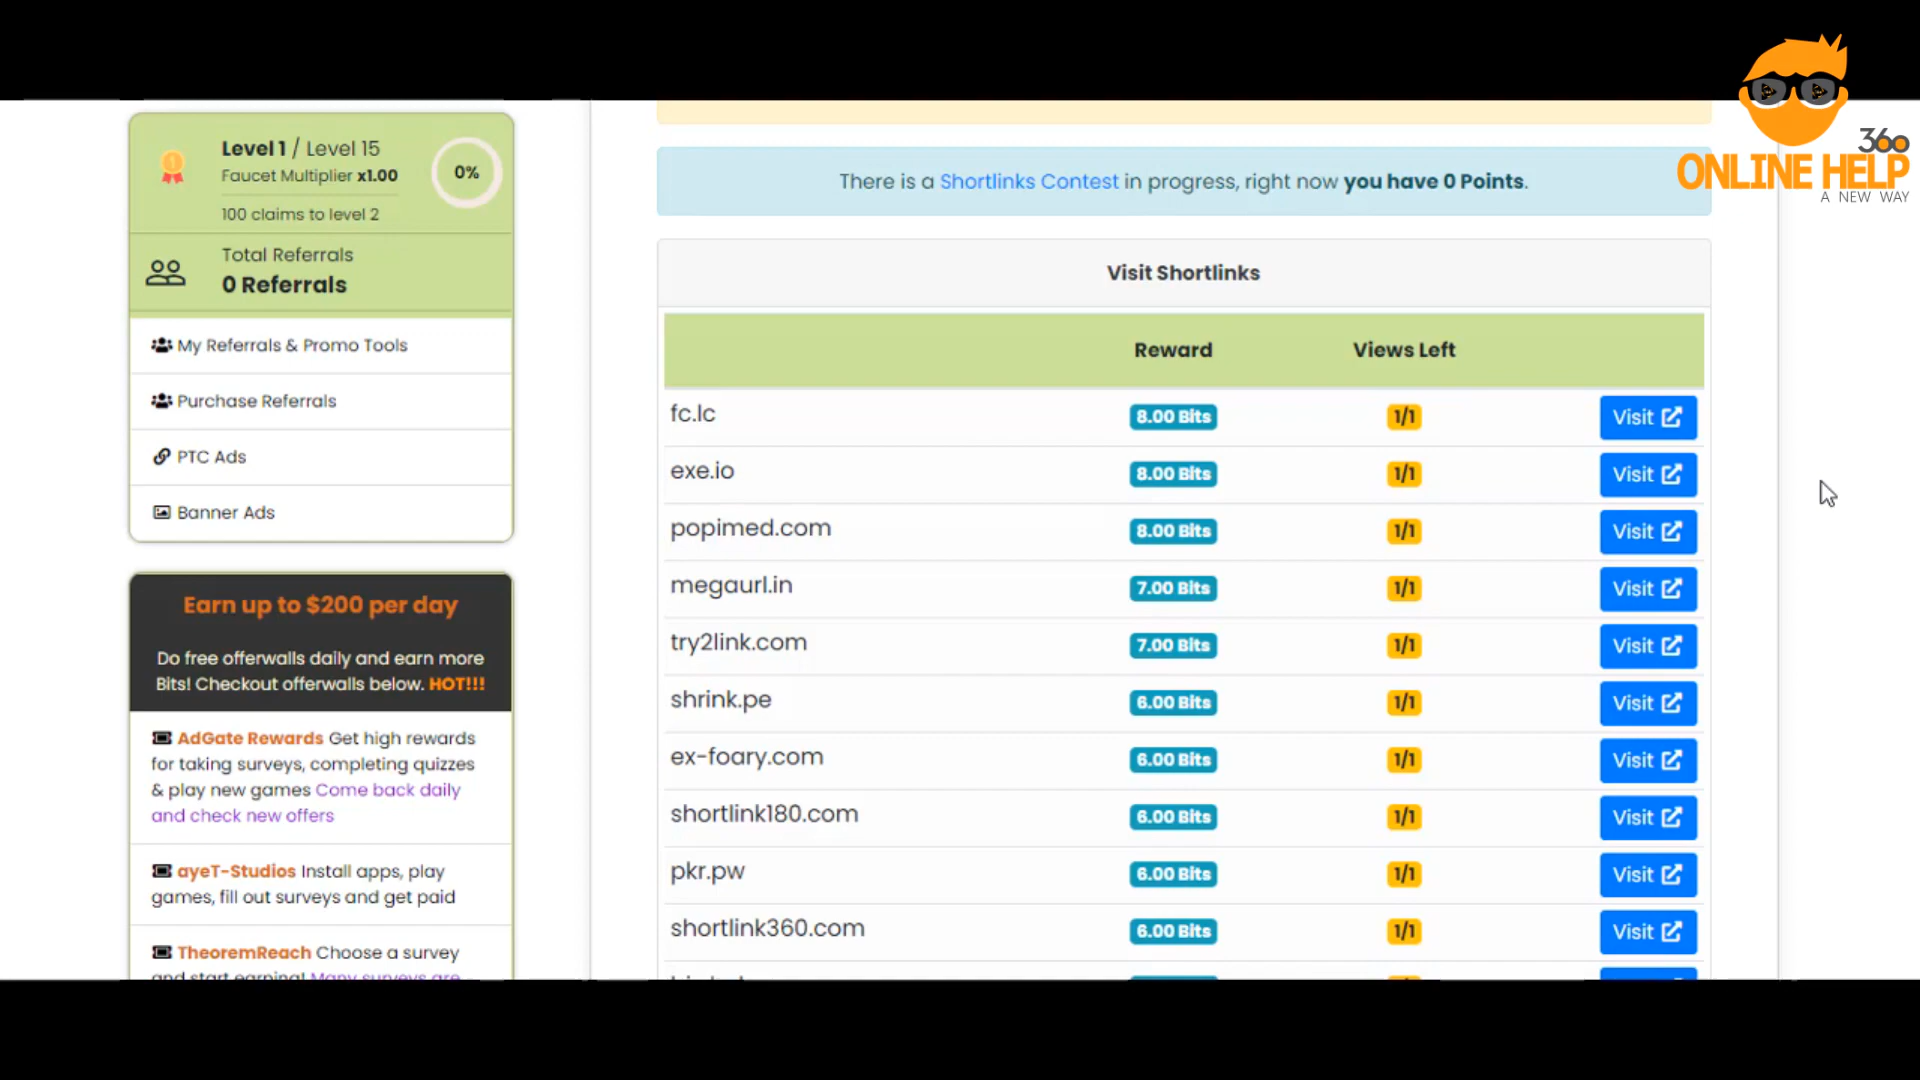 Level 1 / Level 15
Faucet Multiplier x1.00
0%
100 claims to level 2
Total Referrals
0 Referrals
My Referrals & Promo Tools
Purchase Referrals
PTC Ads
Banner Ads
Earn up to $200 per day
Do free offerwalls daily and earn more
Bits! Checkout offerwalls below. HOT!!!
AdGate Rewards Get high rewards
for taking surveys, completing quizzes
& play new games Come back daily
and check new offers
ayeT-Studios Install apps, play
games, fill out surveys and get paid
TheoremReach Choose a survey
and start earning! Many surveys are
There is a Shortlinks Contest in progress, right now you have 0 Points.
Visit Shortlinks
Reward Views Left
fc.lc 8.00 Bits 1/1 Visit
exe.io 8.00 Bits 1/1 Visit
popimed.com 8.00 Bits 1/1 Visit
megaurl.in 7.00 Bits 1/1 Visit
try2link.com 7.00 Bits 1/1 Visit
shrink.pe 6.00 Bits 1/1 Visit
ex-foary.com 6.00 Bits 1/1 Visit
shortlink180.com 6.00 Bits 1/1 Visit
pkr.pw 6.00 Bits 1/1 Visit
shortlink360.com 6.00 Bits 1/1 Visit
360
ONLINE HELP
A NEW WAY